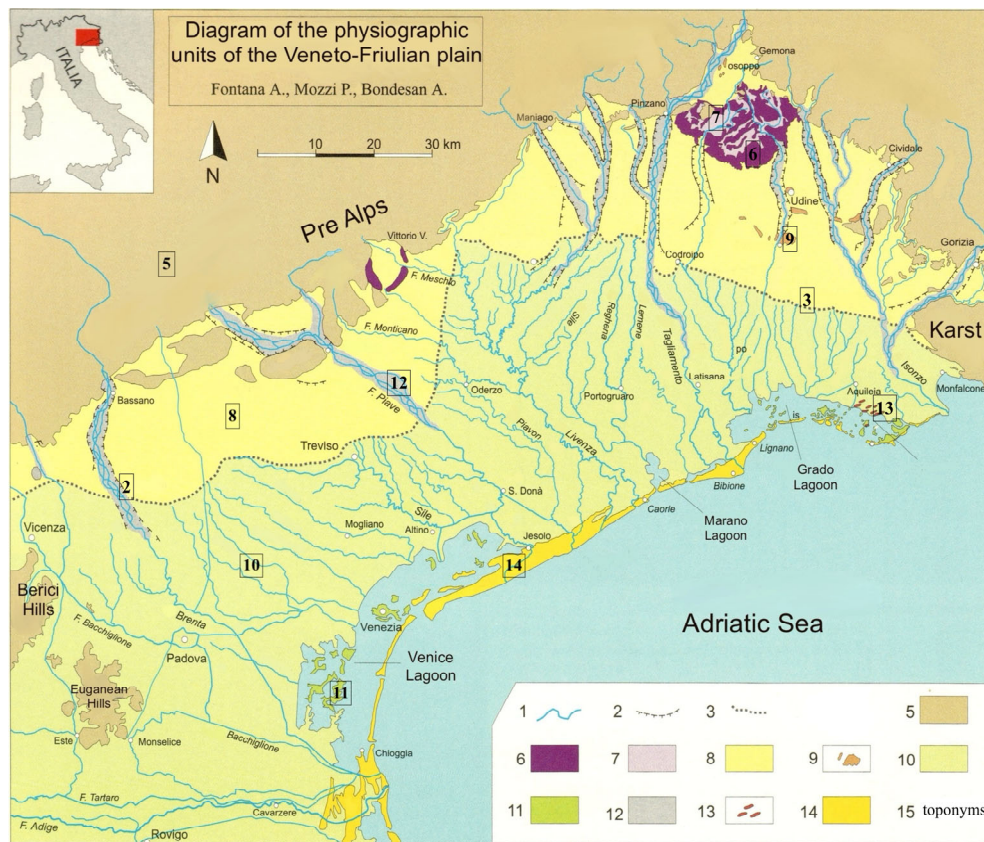 Diagram of the physiographic
units of the Veneto-Friulian plain
Fontana A., Mozzi P., Bondesan A.
ITALIA
0 10 20 30 km
N
Gemona
osoppo
Pinzano
7
Maniago
6
Cividale
Udine
9
Pre Alps
Vittorio V.
5
F. Meschio
Codroipo
Gorizia
3
Karst
F. Monticano
Sile
Reghena
Lemene
Tagliamento
pp
Isonzo
12
F. Piave
Oderzo
Portogruaro
Latisana
Aquileia
13
Monfalcone
Bassano
8
Treviso
Piavon
Livenza
is
Lignano
Grado
Lagoon
2
Bibione
Caorle
S. Donà
Marano
Lagoon
Vicenza
Mogliano
Sile
Altino
Jesolo
10
14
Berici
Hills
F. Bacchiglione
Brenta
Padova
Venezia
Adriatic Sea
Venice
Lagoon
11
Euganean
Hills
Este
Monselice
Bacchiglione
Chioggia
F. Tartaro
Cavarzere
F. Adige
Rovigo
1 2 3 5
6 7 8 9 10
11 12 13 14 15 toponyms